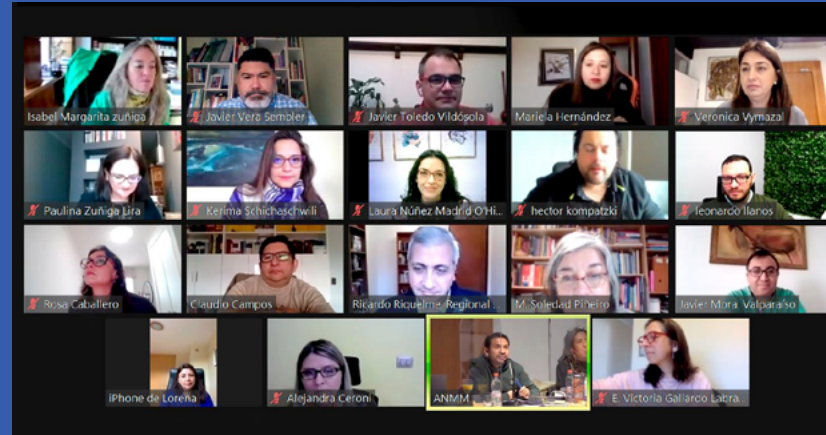 Isabel Margarita zuñiga
Javier Vera Sembler
Javier Toledo Vildósola
Mariela Hernández
Veronica Vymazal
Paulina Zuñiga Lira
Kerima Schichaschwili
Laura Núñez Madrid O'Hi...
hector kompatzki
leonardo llanos
Rosa Caballero
Claudio Campos
Ricardo Riquelme, Regional ...
M. Soledad Piñeiro
Javier Mora. Valparaíso
iPhone de Lorena
Alejandra Ceroni
ANMM
E. Victoria Gallardo Labra...